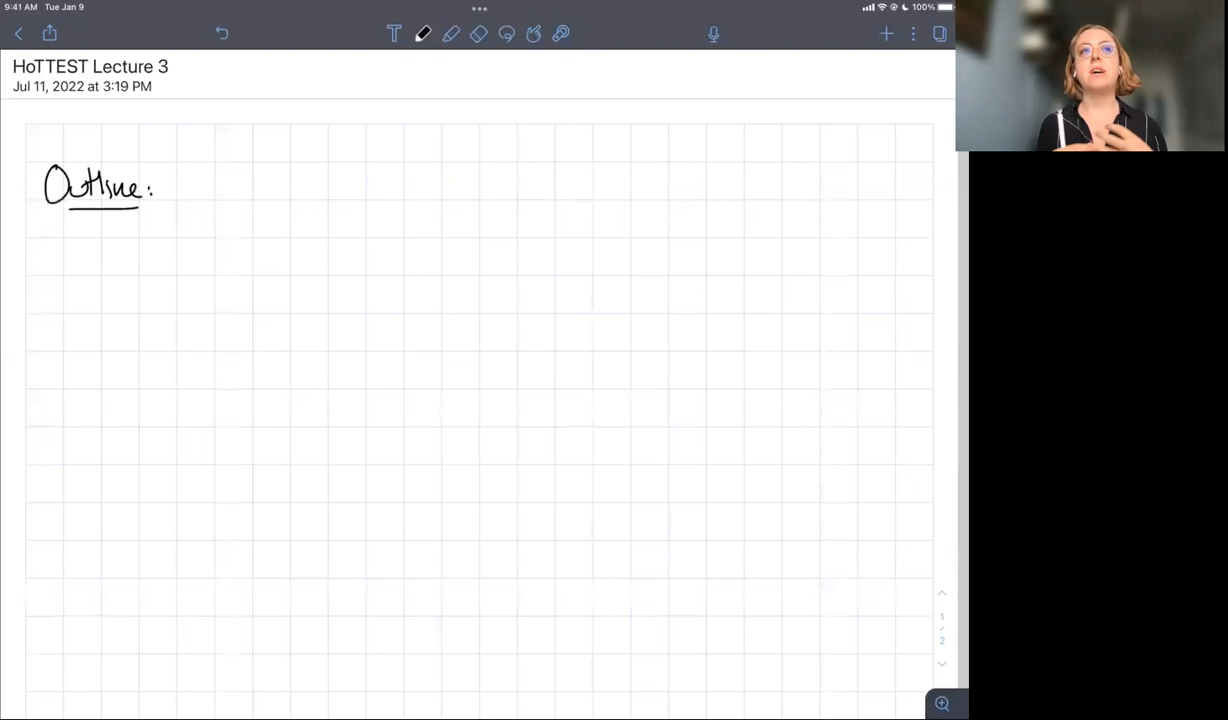 9:41 AM Tue Jan 9
100%
HoTTEST Lecture 3
Jul 11, 2022 at 3:19 PM
Outline:
1
2